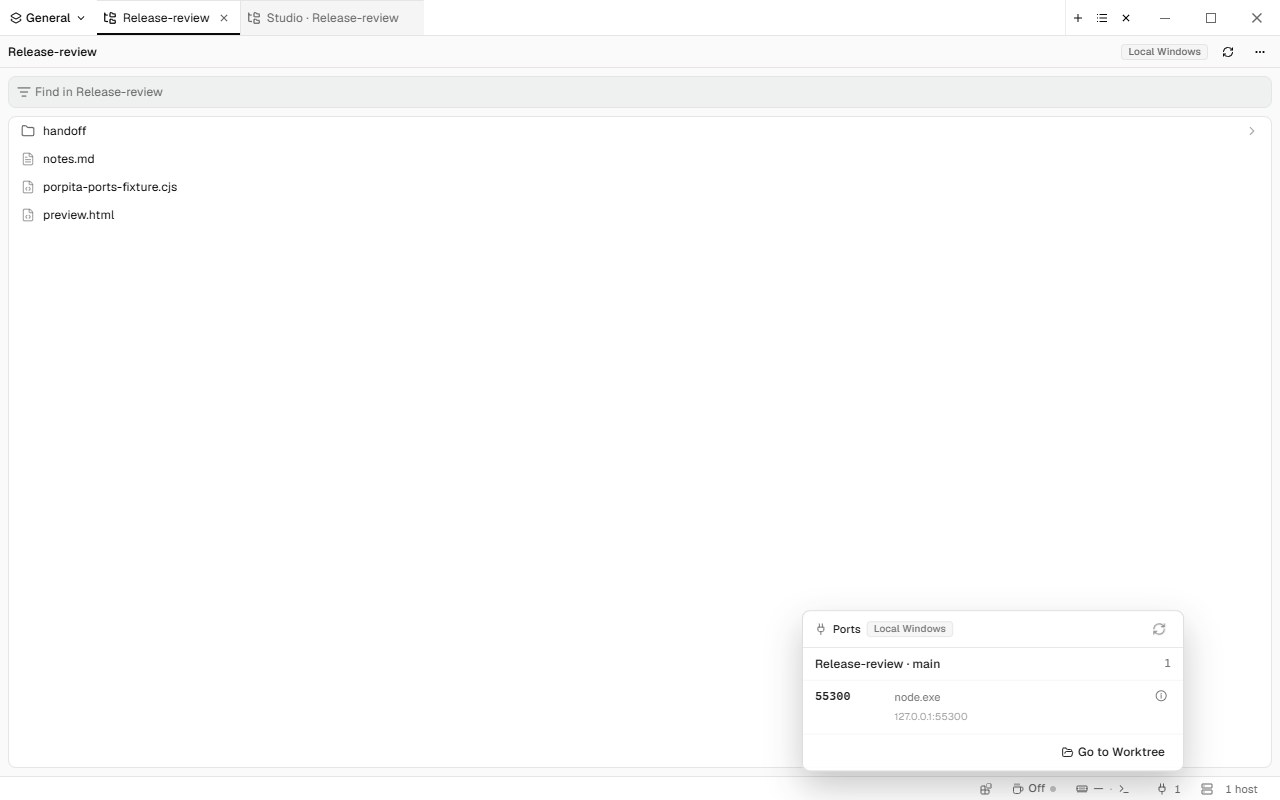 General
Release-review
Studio · Release-review
Release-review
Local Windows
Find in Release-review
handoff
notes.md
porpita-ports-fixture.cjs
preview.html
Ports
Local Windows
Release-review · main
1
55300
node.exe
127.0.0.1:55300
Go to Worktree
Off
1
1 host